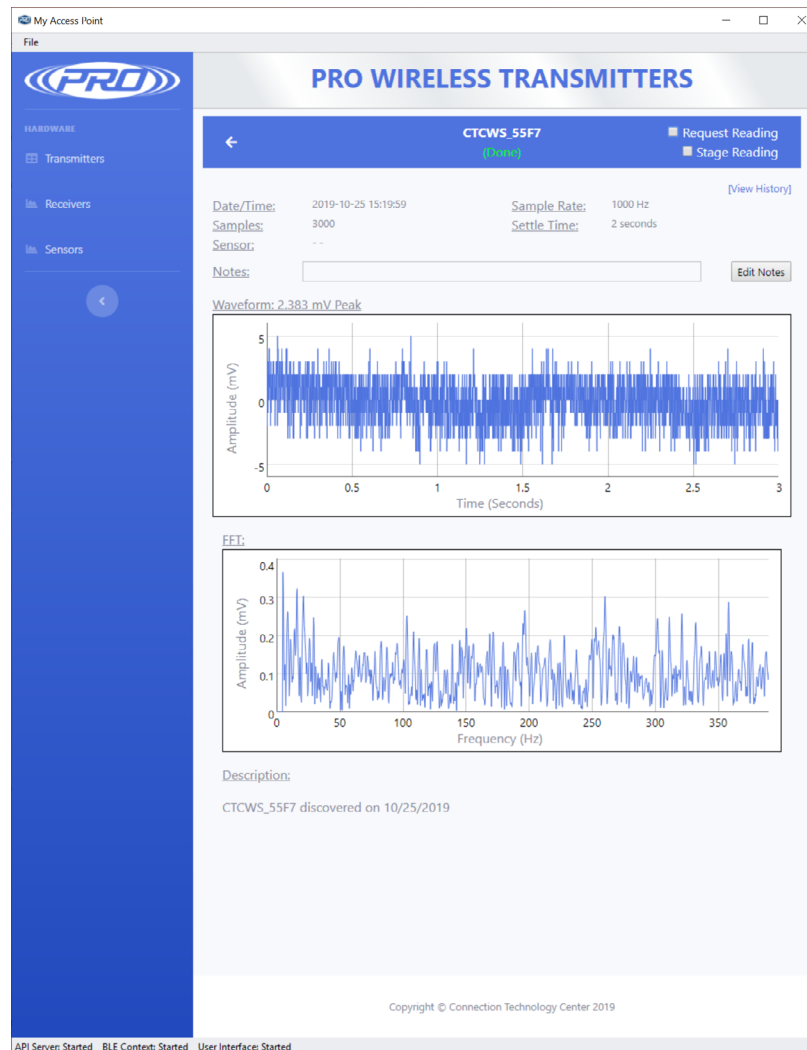 My Access Point
File
((PRO))
PRO WIRELESS TRANSMITTERS
HARDWARE
Transmitters
Receivers
Sensors
CTCWS_55F7
(Done)
Request Reading
Stage Reading
[View History]
Date/Time: 2019-10-25 15:19:59 Sample Rate: 1000 Hz
Samples: 3000 Settle Time: 2 seconds
Sensor: - -
Notes: Edit Notes
Waveform: 2.383 mV Peak
Amplitude (mV)
5
0
-5
0 0.5 1 1.5 2 2.5 3
Time (Seconds)
FFT:
Amplitude (mV)
0.4
0.3
0.2
0.1
0
0 50 100 150 200 250 300 350
Frequency (Hz)
Description:
CTCWS_55F7 discovered on 10/25/2019
Copyright © Connection Technology Center 2019
API Server: Started BLE Context: Started User Interface: Started